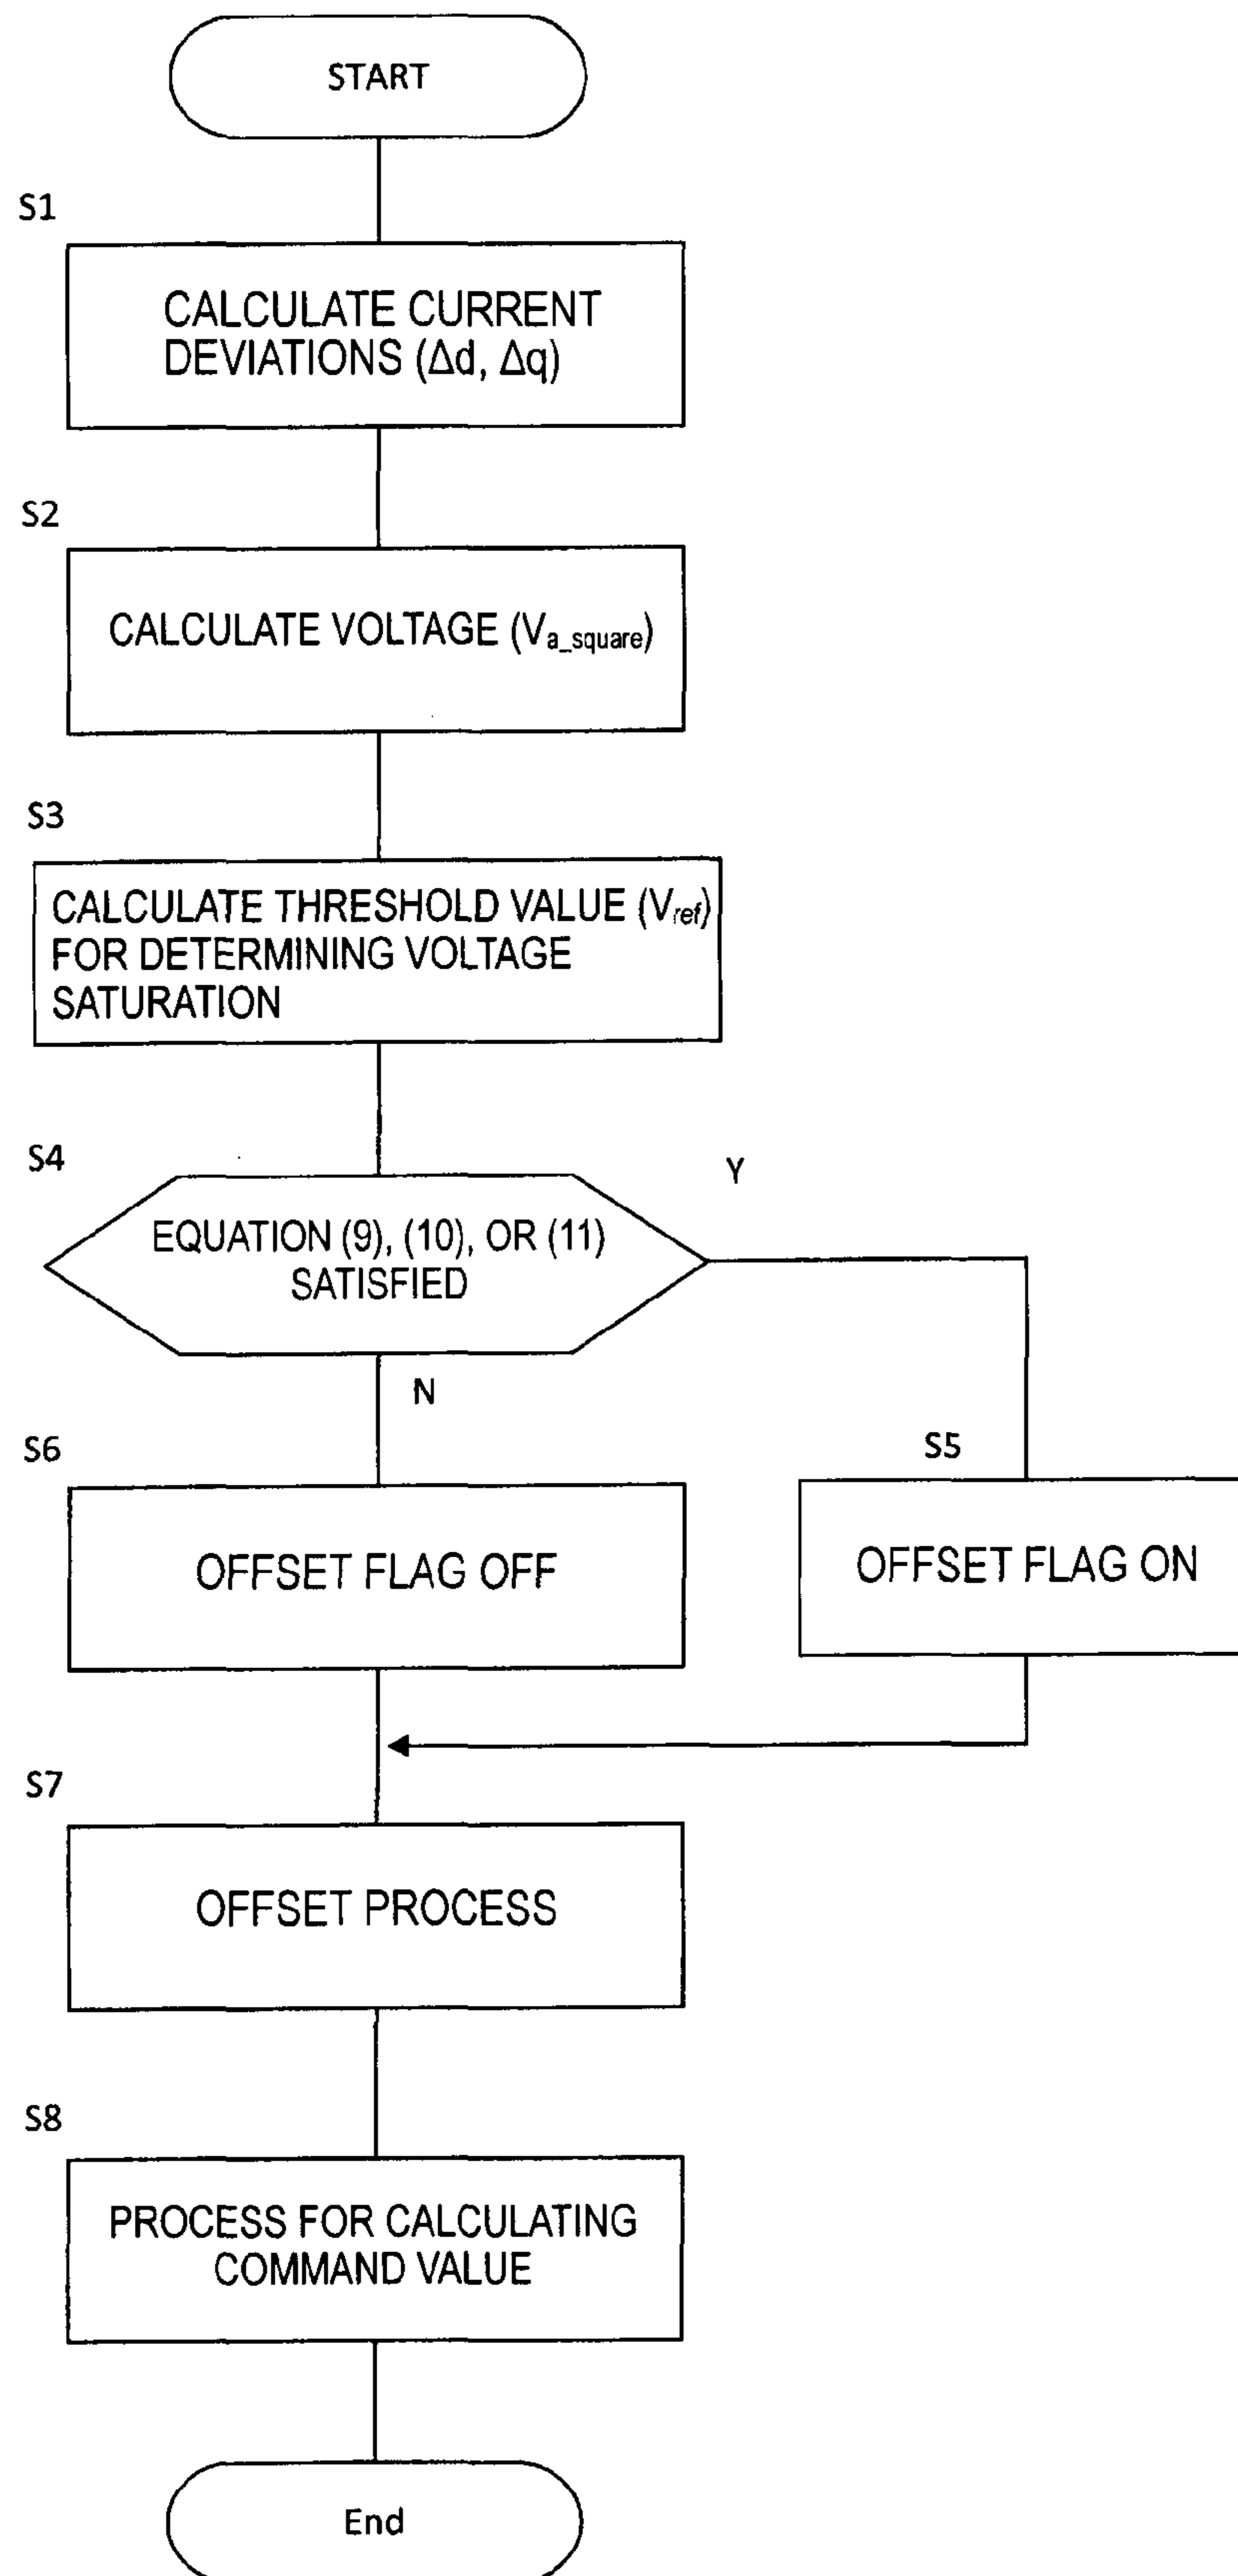 START
S1
CALCULATE CURRENT
DEVIATIONS (Δd, Δq)
S2
CALCULATE VOLTAGE (Va_square)
S3
CALCULATE THRESHOLD VALUE (Vref)
FOR DETERMINING VOLTAGE
SATURATION
S4
Y
EQUATION (9), (10), OR (11)
SATISFIED
N
S6
S5
OFFSET FLAG OFF
OFFSET FLAG ON
S7
OFFSET PROCESS
S8
PROCESS FOR CALCULATING
COMMAND VALUE
End